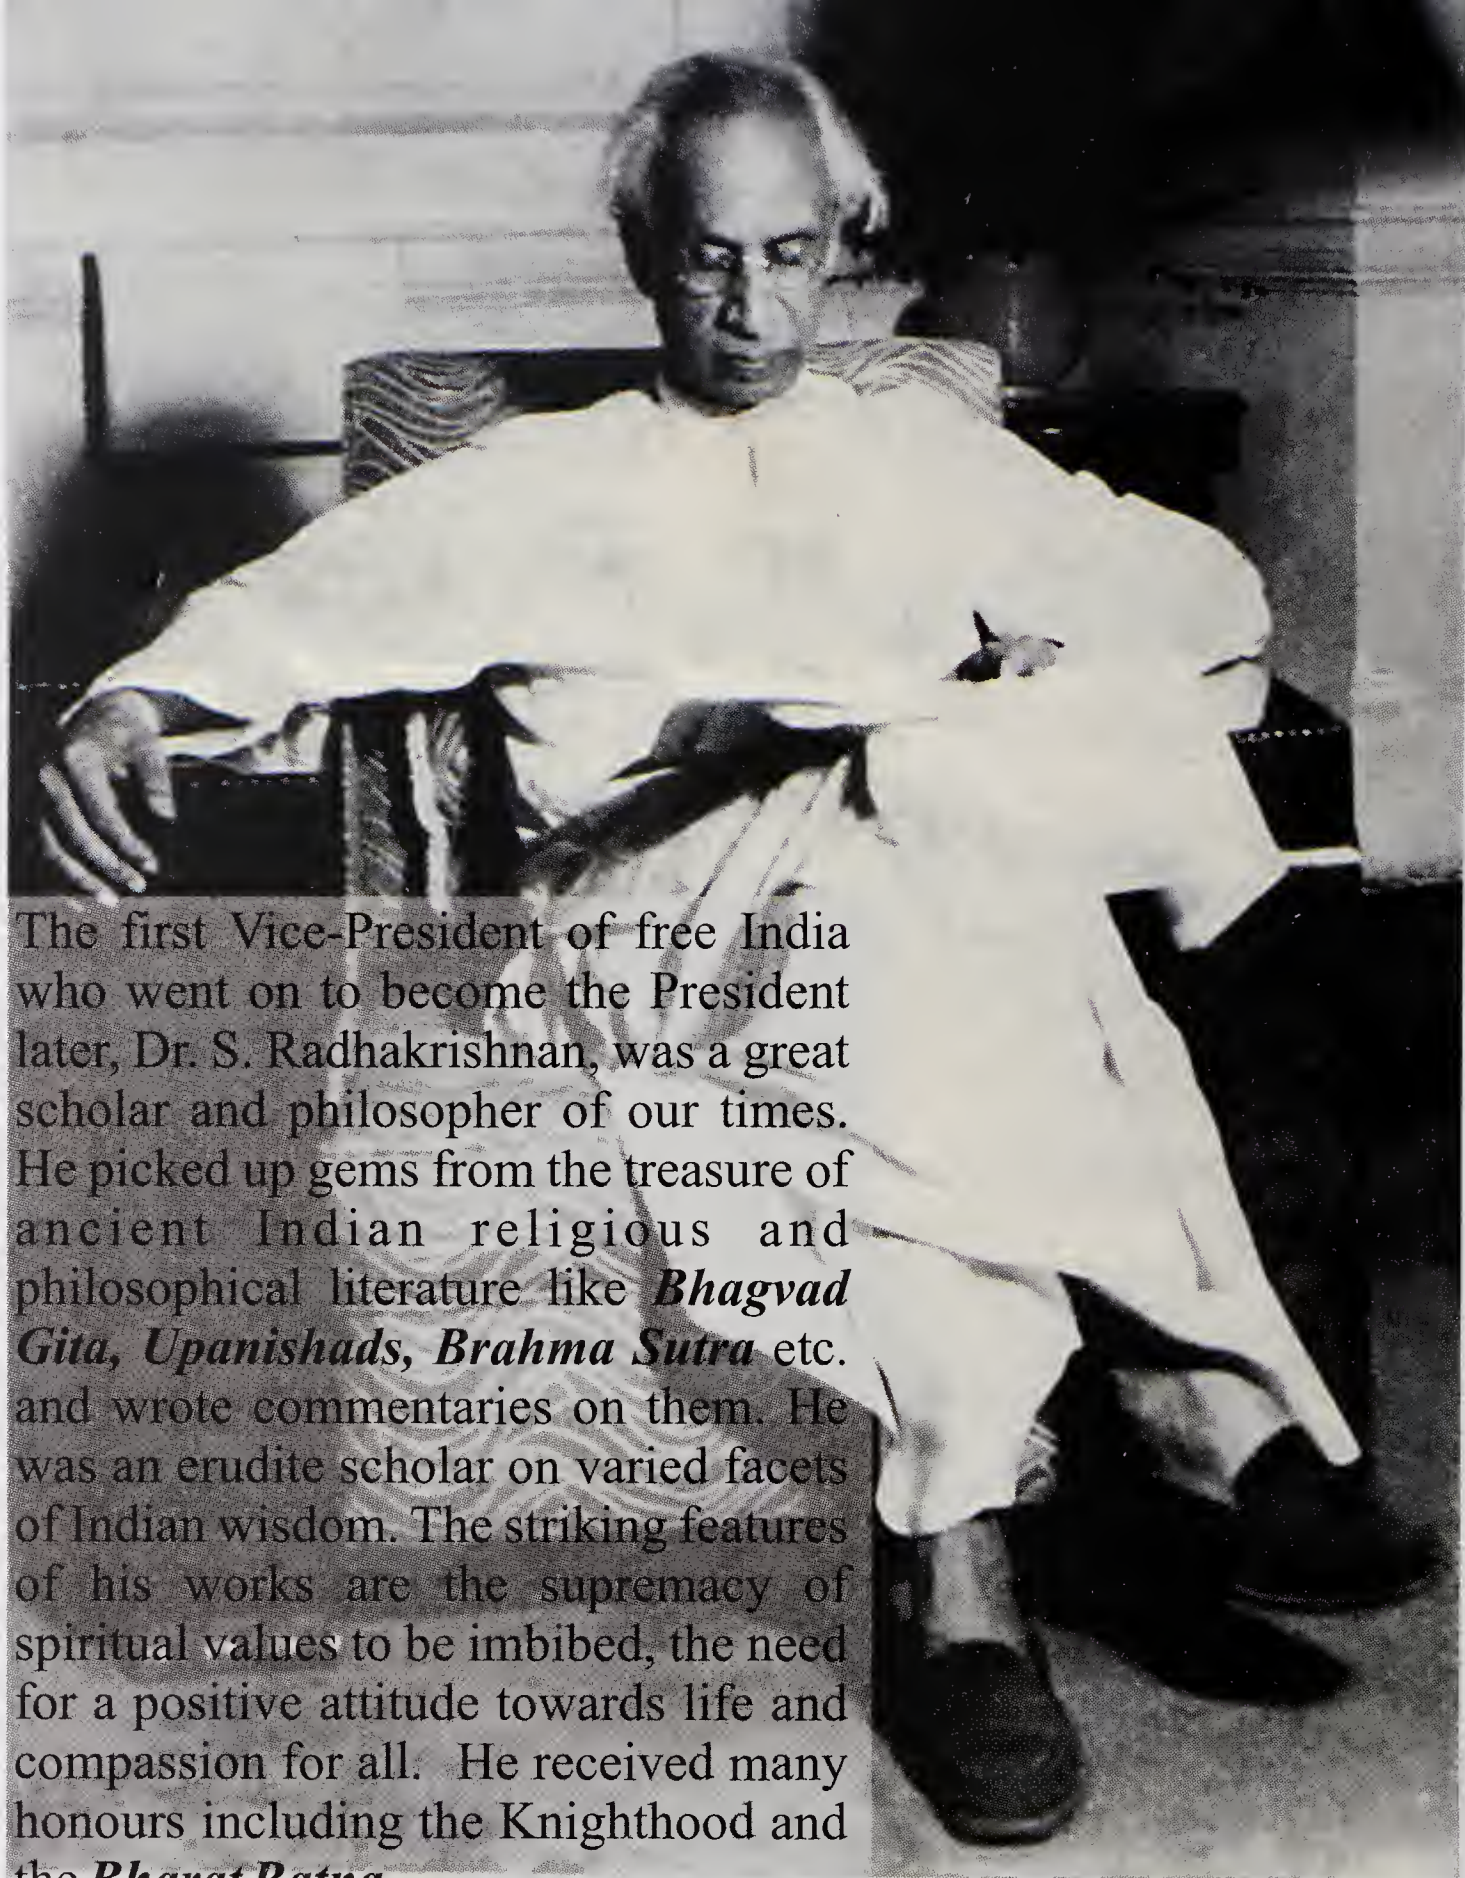 The first Vice-President of free India
who went on to become the President
later, Dr. S. Radhakrishnan, was a great
scholar and philosopher of our times.
He picked up gems from the treasure of
ancient Indian religious and
philosophical literature like Bhagvad
Gita, Upanishads, Brahma Sutra etc.
and wrote commentaries on them. He
was an erudite scholar on varied facets
of Indian wisdom. The striking features
of his works are the supremacy of
spiritual values to be imbibed, the need
for a positive attitude towards life and
compassion for all. He received many
honours including the Knighthood and
the Bharat Ratna